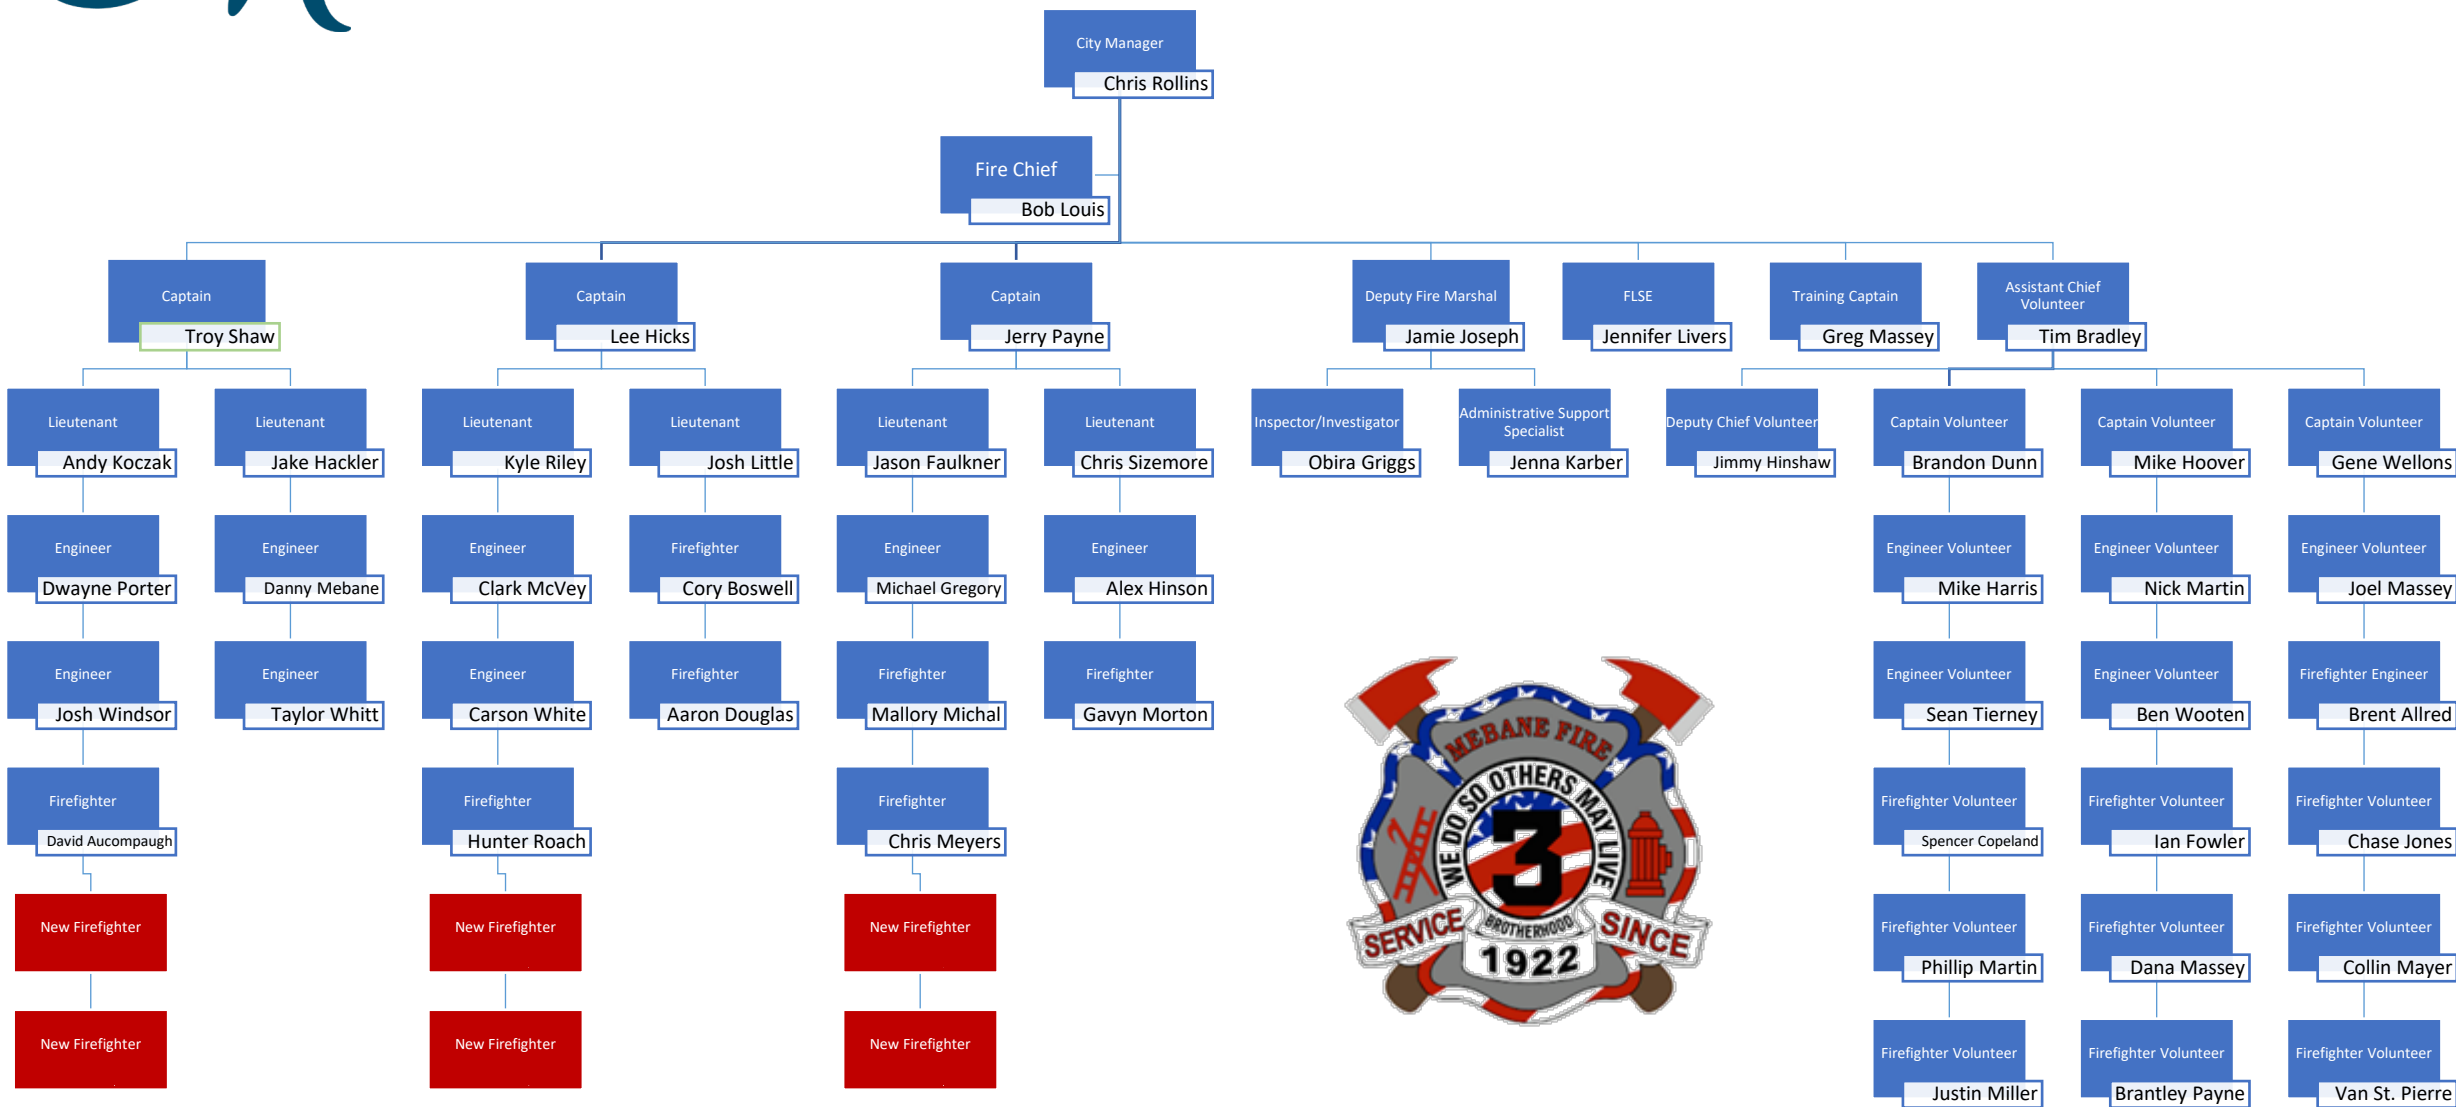 City Manager
Chris Rollins
Fire Chief
Bob Louis
Captain
Troy Shaw
Captain
Lee Hicks
Captain
Jerry Payne
Deputy Fire Marshal
Jamie Joseph
FLSE
Jennifer Livers
Training Captain
Greg Massey
Assistant Chief
Volunteer
Tim Bradley
Lieutenant
Andy Koczak
Lieutenant
Jake Hackler
Lieutenant
Kyle Riley
Lieutenant
Josh Little
Lieutenant
Jason Faulkner
Lieutenant
Chris Sizemore
Inspector/Investigator
Obira Griggs
Administrative Support
Specialist
Jenna Karber
Deputy Chief Volunteer
Jimmy Hinshaw
Captain Volunteer
Brandon Dunn
Captain Volunteer
Mike Hoover
Captain Volunteer
Gene Wellons
Engineer
Dwayne Porter
Engineer
Danny Mebane
Engineer
Clark McVey
Firefighter
Cory Boswell
Engineer
Michael Gregory
Engineer
Alex Hinson
Engineer Volunteer
Mike Harris
Engineer Volunteer
Nick Martin
Engineer Volunteer
Joel Massey
Engineer
Josh Windsor
Engineer
Taylor Whitt
Engineer
Carson White
Firefighter
Aaron Douglas
Firefighter
Mallory Michal
Firefighter
Gavyn Morton
Engineer Volunteer
Sean Tierney
Engineer Volunteer
Ben Wooten
Firefighter Engineer
Brent Allred
Firefighter
David Aucompaugh
Firefighter
Hunter Roach
Firefighter
Chris Meyers
Firefighter Volunteer
Spencer Copeland
Firefighter Volunteer
Ian Fowler
Firefighter Volunteer
Chase Jones
New Firefighter
New Firefighter
New Firefighter
Firefighter Volunteer
Phillip Martin
Firefighter Volunteer
Dana Massey
Firefighter Volunteer
Collin Mayer
New Firefighter
New Firefighter
New Firefighter
Firefighter Volunteer
Justin Miller
Firefighter Volunteer
Brantley Payne
Firefighter Volunteer
Van St. Pierre
MEBANE FIRE
WE DO SO OTHERS MAY LIVE
3
BROTHERHOOD
SERVICE
SINCE
1922